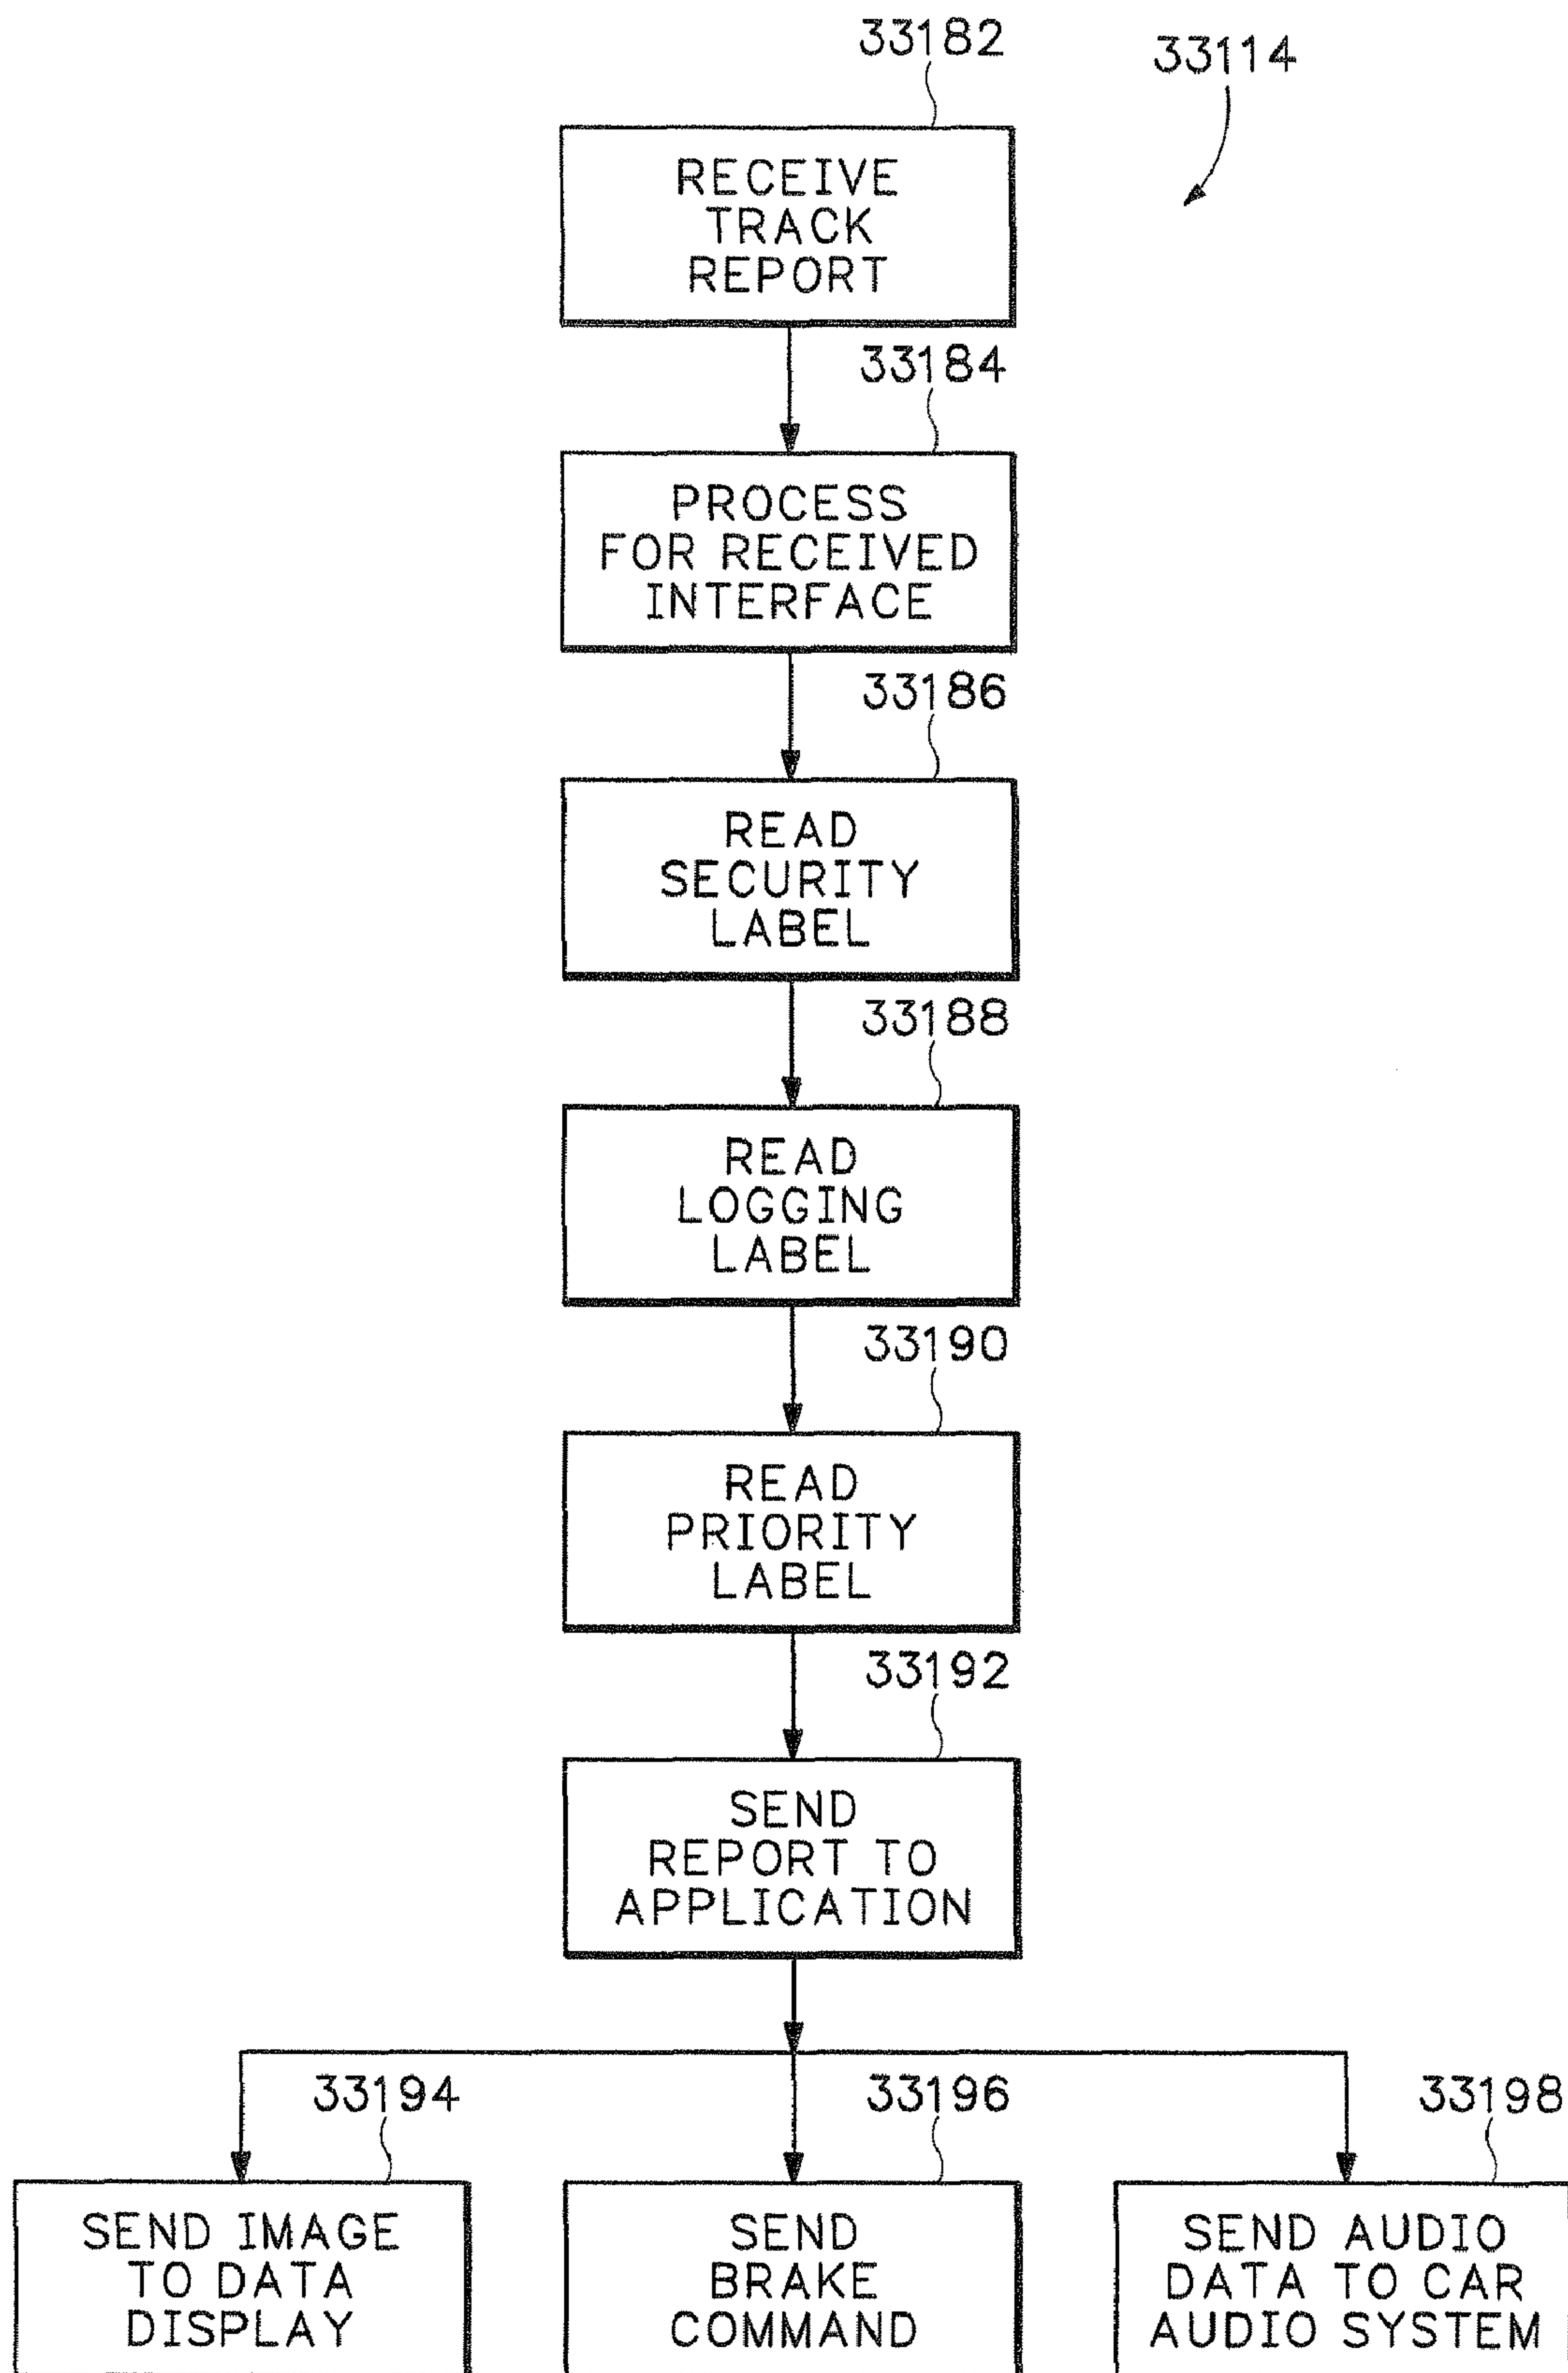 33182
33114
RECEIVE
TRACK
REPORT
33184
PROCESS
FOR RECEIVED
INTERFACE
33186
READ
SECURITY
LABEL
33188
READ
LOGGING
LABEL
33190
READ
PRIORITY
LABEL
33192
SEND
REPORT TO
APPLICATION
33194
SEND IMAGE
TO DATA
DISPLAY
33196
SEND
BRAKE
COMMAND
33198
SEND AUDIO
DATA TO CAR
AUDIO SYSTEM